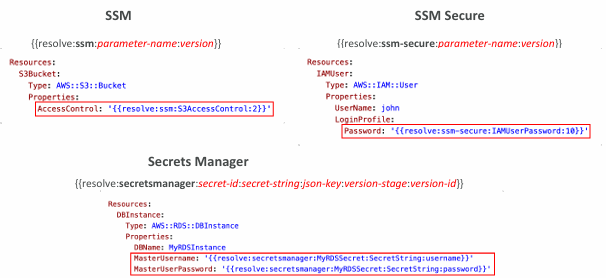 SSM
{{resolve:ssm:parameter-name:version}}
Resources:
S3Bucket:
Type: AWS::S3::Bucket
Properties:
AccessControl: '{{resolve:ssm:S3AccessControl:2}}'
SSM Secure
{{resolve:ssm-secure:parameter-name:version}}
Resources:
IAMUser:
Type: AWS::IAM::User
Properties:
UserName: john
LoginProfile:
Password: '{{resolve:ssm-secure:IAMUserPassword:10}}'
Secrets Manager
{{resolve:secretsmanager:secret-id:secret-string:json-key:version-stage:version-id}}
Resources:
DBInstance:
Type: AWS::RDS::DBInstance
Properties:
DBName: MyRDSInstance
MasterUsername: '{{resolve:secretsmanager:MyRDSSecret:SecretString:username}}'
MasterUserPassword: '{{resolve:secretsmanager:MyRDSSecret:SecretString:password}}'